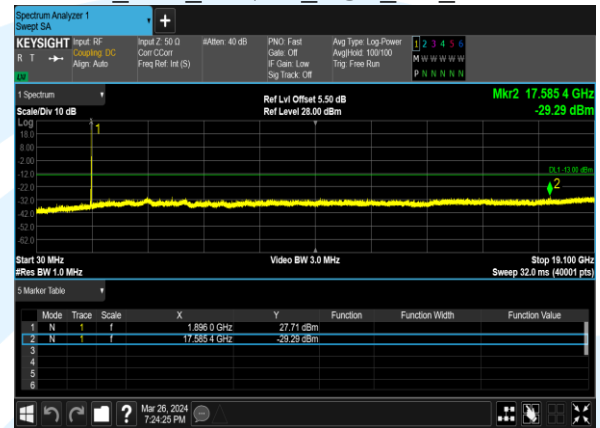 Spectrum Analyzer 1
Swept SA
+
KEYSIGHT Input: RF Input Z: 50 Ω #Atten: 40 dB PNO: Fast Avg Type: Log-Power 1 2 3 4 5 6
R T Coupling: DC Corr CCorr Gate: Off Avg|Hold: 100/100 M W W W W W
Align: Auto Freq Ref: Int (S) IF Gain: Low Trig: Free Run
Sig Track: Off P N N N N N
1 Spectrum Ref Lvl Offset 5.50 dB Mkr2 17.585 4 GHz
Scale/Div 10 dB Ref Level 28.00 dBm -29.29 dBm
Log
1
18.0
8.00
-2.00
DL1 -13.00 dBm
-12.0
2
-22.0
-32.0
-42.0
-52.0
-62.0
Start 30 MHz Video BW 3.0 MHz Stop 19.100 GHz
#Res BW 1.0 MHz Sweep 32.0 ms (40001 pts)
5 Marker Table
Mode Trace Scale X Y Function Function Width Function Value
1 N 1 f 1.896 0 GHz 27.71 dBm
2 N 1 f 17.585 4 GHz -29.29 dBm
3
4
5
6
? Mar 26, 2024
7:24:25 PM